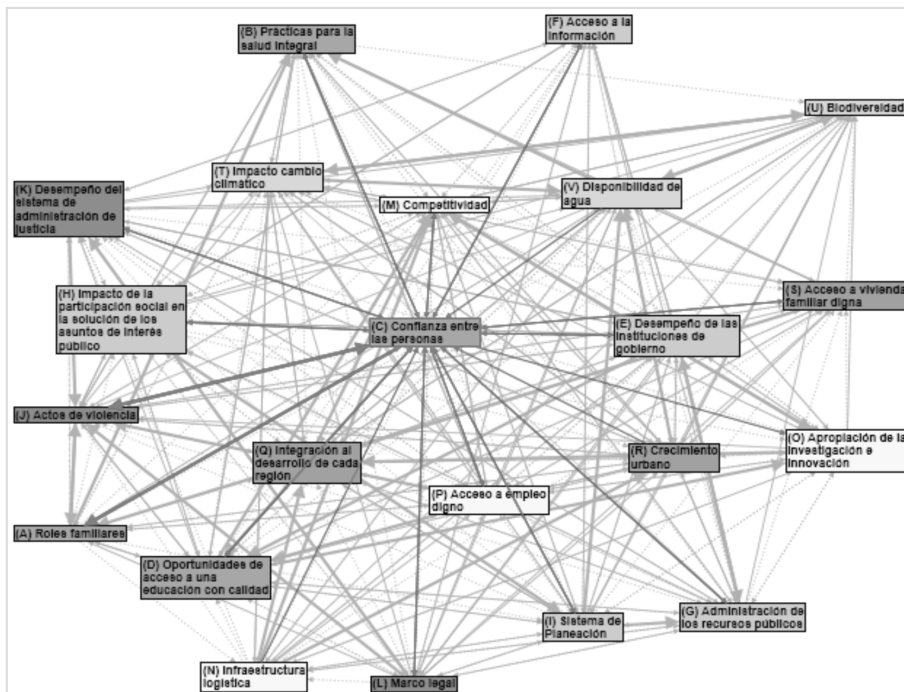 (B) Prácticas para la
salud integral
(F) Acceso a la
información
(U) Biodiversidad
(T) Impacto cambio
climático
(V) Disponibilidad de
agua
(K) Desempeño del
sistema de
administración de
justicia
(M) Competitividad
(H) Impacto de la
participación social en
la solución de los
asuntos de interés
público
(S) Acceso a vivienda
familiar digna
(C) Confianza entre
las personas
(E) Desempeño de las
instituciones de
gobierno
(J) Actos de violencia
(Q) Integración al
desarrollo de cada
región
(R) Crecimiento
urbano
(O) Apropiación de la
investigación e
innovación
(P) Acceso a empleo
digno
(A) Roles familiares
(D) Oportunidades de
acceso a una
educación con calidad
(I) Sistema de
Planeación
(G) Administración de
los recursos públicos
(N) Infraestructura
logística
(L) Marco legal